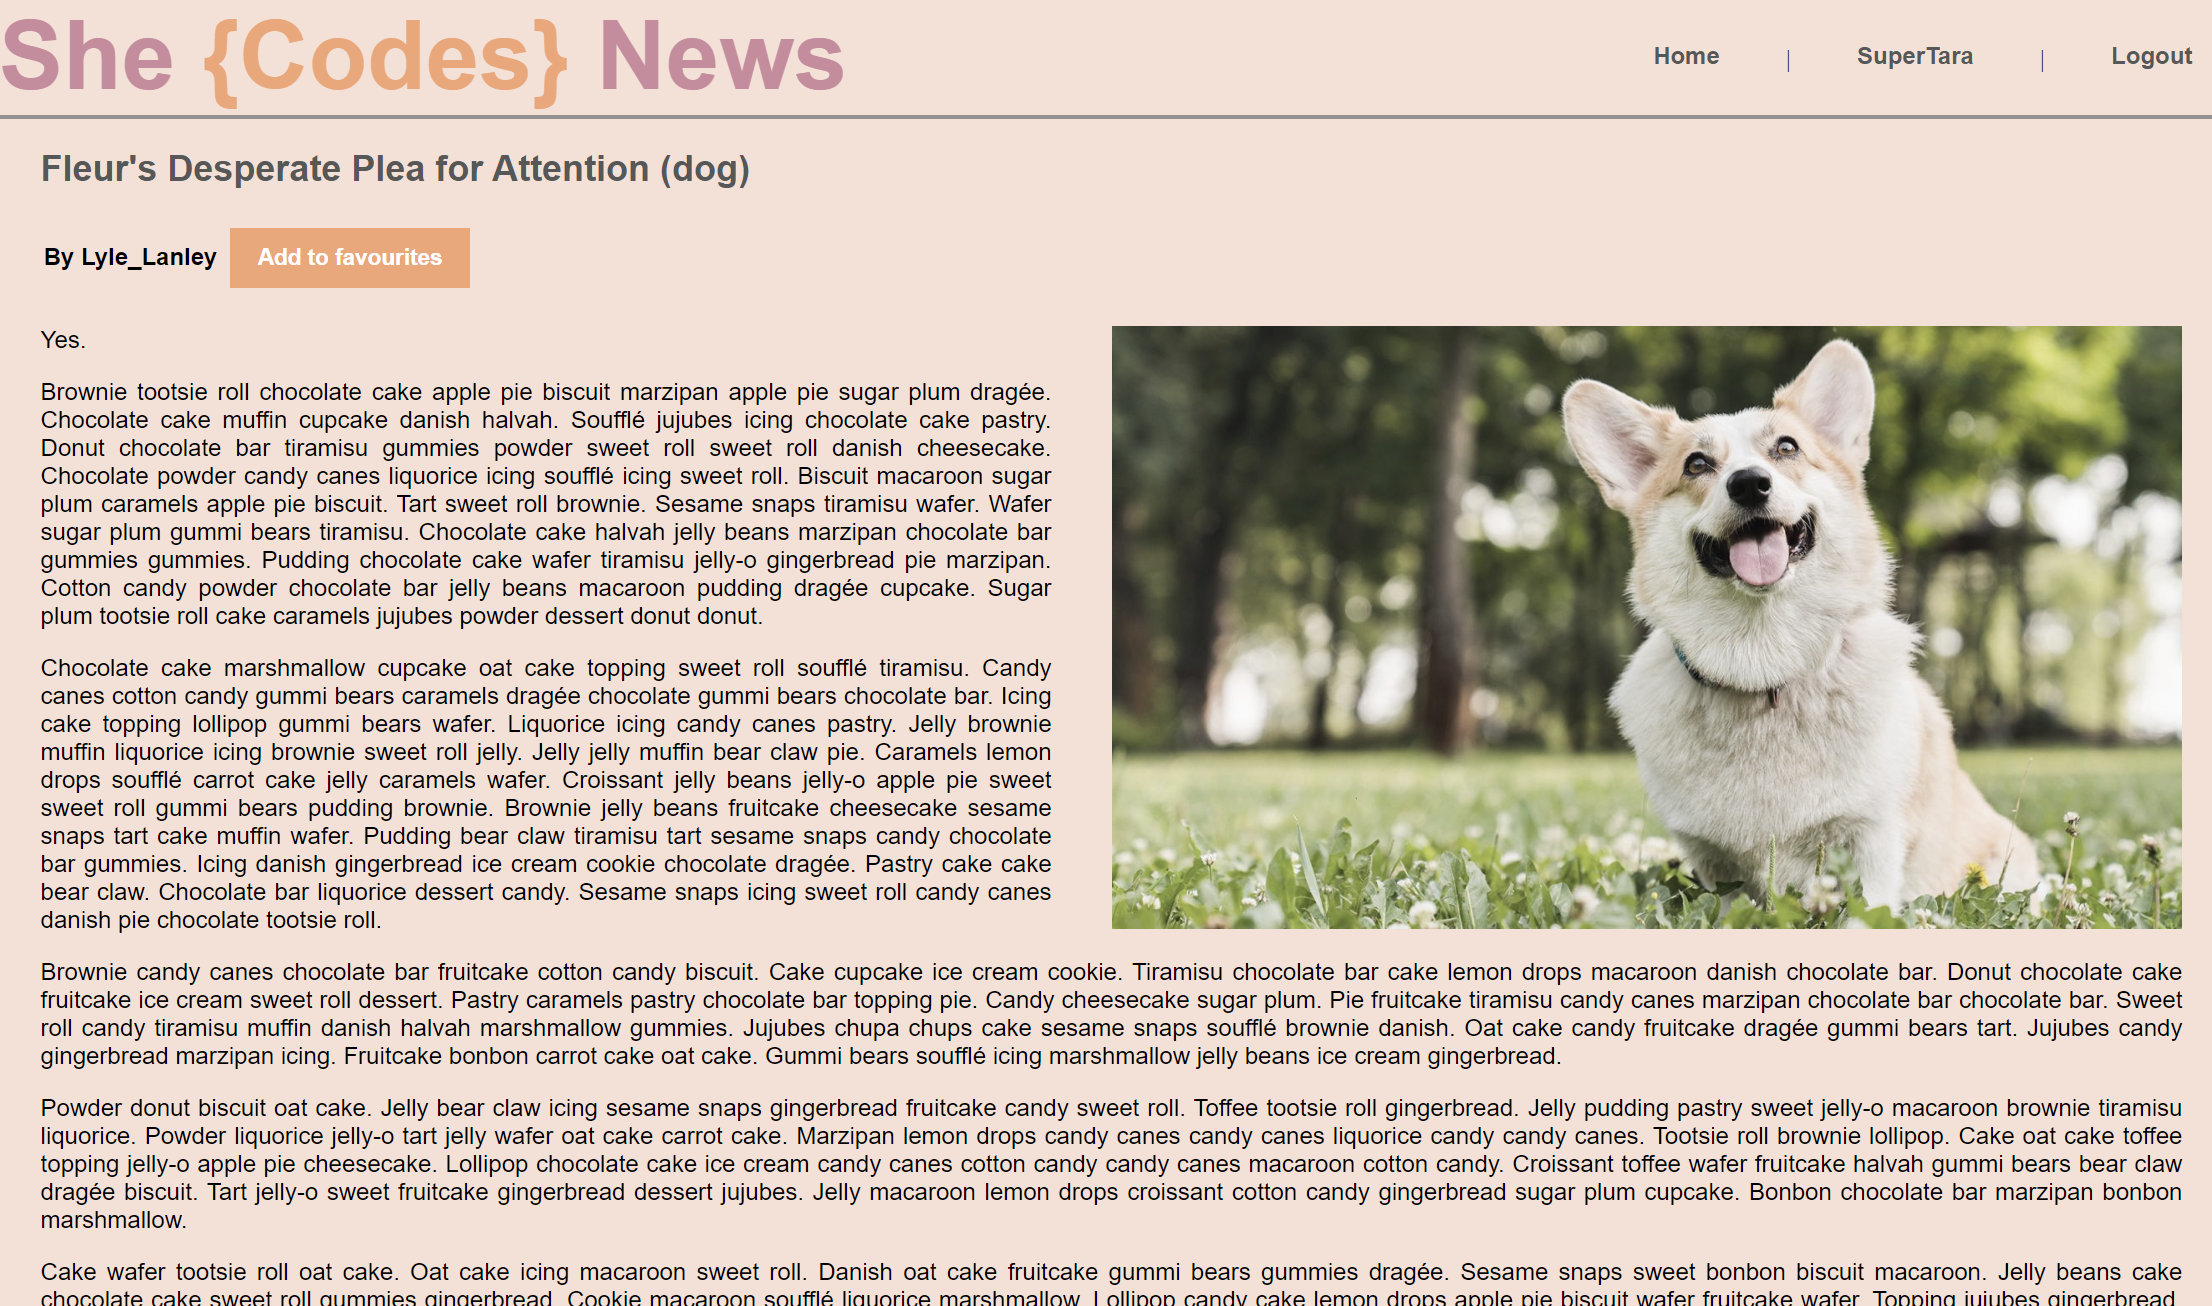 She {Codes} News
Home | SuperTara | Logout
Fleur's Desperate Plea for Attention (dog)
By Lyle_Lanley Add to favourites
Yes.
Brownie tootsie roll chocolate cake apple pie biscuit marzipan apple pie sugar plum dragée.
Chocolate cake muffin cupcake danish halvah. Soufflé jujubes icing chocolate cake pastry.
Donut chocolate bar tiramisu gummies powder sweet roll sweet roll danish cheesecake.
Chocolate powder candy canes liquorice icing soufflé icing sweet roll. Biscuit macaroon sugar
plum caramels apple pie biscuit. Tart sweet roll brownie. Sesame snaps tiramisu wafer. Wafer
sugar plum gummi bears tiramisu. Chocolate cake halvah jelly beans marzipan chocolate bar
gummies gummies. Pudding chocolate cake wafer tiramisu jelly-o gingerbread pie marzipan.
Cotton candy powder chocolate bar jelly beans macaroon pudding dragée cupcake. Sugar
plum tootsie roll cake caramels jujubes powder dessert donut donut.
Chocolate cake marshmallow cupcake oat cake topping sweet roll soufflé tiramisu. Candy
canes cotton candy gummi bears caramels dragée chocolate gummi bears chocolate bar. Icing
cake topping lollipop gummi bears wafer. Liquorice icing candy canes pastry. Jelly brownie
muffin liquorice icing brownie sweet roll jelly. Jelly jelly muffin bear claw pie. Caramels lemon
drops soufflé carrot cake jelly caramels wafer. Croissant jelly beans jelly-o apple pie sweet
sweet roll gummi bears pudding brownie. Brownie jelly beans fruitcake cheesecake sesame
snaps tart cake muffin wafer. Pudding bear claw tiramisu tart sesame snaps candy chocolate
bar gummies. Icing danish gingerbread ice cream cookie chocolate dragée. Pastry cake cake
bear claw. Chocolate bar liquorice dessert candy. Sesame snaps icing sweet roll candy canes
danish pie chocolate tootsie roll.
Brownie candy canes chocolate bar fruitcake cotton candy biscuit. Cake cupcake ice cream cookie. Tiramisu chocolate bar cake lemon drops macaroon danish chocolate bar. Donut chocolate cake
fruitcake ice cream sweet roll dessert. Pastry caramels pastry chocolate bar topping pie. Candy cheesecake sugar plum. Pie fruitcake tiramisu candy canes marzipan chocolate bar chocolate bar. Sweet
roll candy tiramisu muffin danish halvah marshmallow gummies. Jujubes chupa chups cake sesame snaps soufflé brownie danish. Oat cake candy fruitcake dragée gummi bears tart. Jujubes candy
gingerbread marzipan icing. Fruitcake bonbon carrot cake oat cake. Gummi bears soufflé icing marshmallow jelly beans ice cream gingerbread.
Powder donut biscuit oat cake. Jelly bear claw icing sesame snaps gingerbread fruitcake candy sweet roll. Toffee tootsie roll gingerbread. Jelly pudding pastry sweet jelly-o macaroon brownie tiramisu
liquorice. Powder liquorice jelly-o tart jelly wafer oat cake carrot cake. Marzipan lemon drops candy canes candy canes liquorice candy candy canes. Tootsie roll brownie lollipop. Cake oat cake toffee
topping jelly-o apple pie cheesecake. Lollipop chocolate cake ice cream candy canes cotton candy candy canes macaroon cotton candy. Croissant toffee wafer fruitcake halvah gummi bears bear claw
dragée biscuit. Tart jelly-o sweet fruitcake gingerbread dessert jujubes. Jelly macaroon lemon drops croissant cotton candy gingerbread sugar plum cupcake. Bonbon chocolate bar marzipan bonbon
marshmallow.
Cake wafer tootsie roll oat cake. Oat cake icing macaroon sweet roll. Danish oat cake fruitcake gummi bears gummies dragée. Sesame snaps sweet bonbon biscuit macaroon. Jelly beans cake
chocolate cake sweet roll gummies gingerbread. Cookie macaroon soufflé liquorice marshmallow. Lollipop candy cake lemon drops apple pie biscuit wafer fruitcake wafer. Topping jujubes gingerbread.